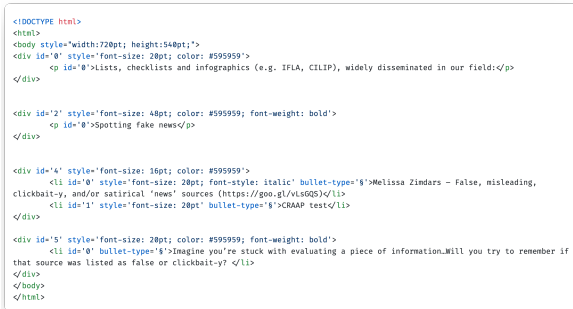 <!DOCTYPE html>
<html>
<body style="width:720pt; height:540pt;">
<div id='0' style='font-size: 20pt; color: #595959'>
<p id='0'>Lists, checklists and infographics (e.g. IFLA, CILIP), widely disseminated in our field:</p>
</div>
<div id='2' style='font-size: 48pt; color: #595959; font-weight: bold'>
<p id='0'>Spotting fake news</p>
</div>
<div id='4' style='font-size: 16pt; color: #595959'>
<li id='0' style='font-size: 20pt; font-style: italic' bullet-type='§'>Melissa Zimdars – False, misleading,
clickbait-y, and/or satirical ‘news’ sources (https://goo.gl/vLsGQS)</li>
<li id='1' style='font-size: 20pt' bullet-type='§'>CRAAP test</li>
</div>
<div id='5' style='font-size: 20pt; color: #595959; font-weight: bold'>
<li id='0' bullet-type='§'>Imagine you’re stuck with evaluating a piece of information…Will you try to remember if
that source was listed as false or clickbait-y? </li>
</div>
</body>
</html>